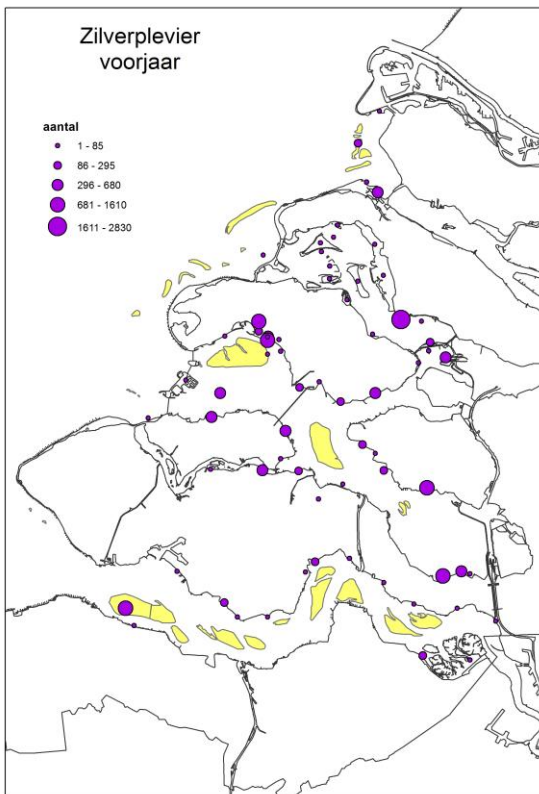 Zilverplevier
voorjaar
aantal
1 - 85
86 - 295
296 - 680
681 - 1610
1611 - 2830